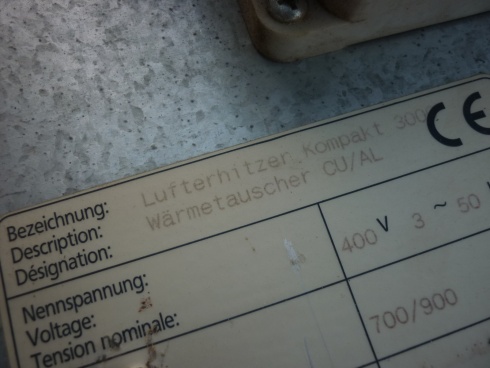 Bezeichnung: Lufterhitzer Kompakt 300 CE
Description: Wärmetauscher CU/AL
Désignation:
Nennspannung: 400 V 3 ~ 50
Voltage:
Tension nominale: 700/900